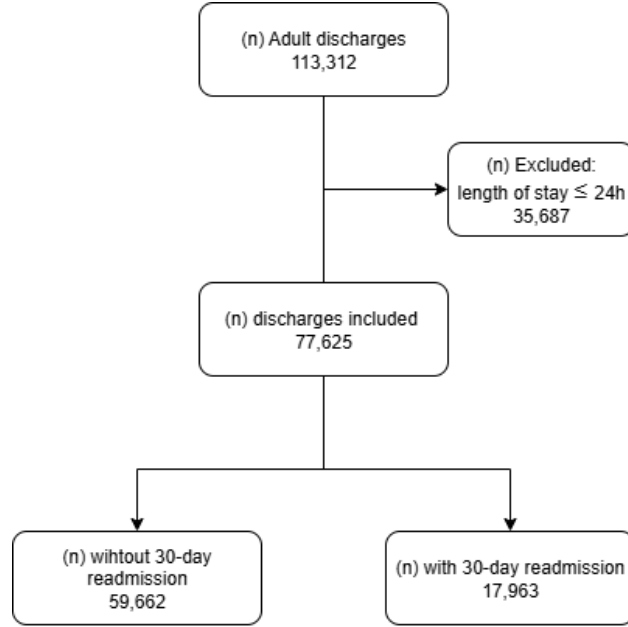 (n) Adult discharges
113,312
(n) Excluded:
length of stay ≤ 24h
35,687
(n) discharges included
77,625
(n) wihtout 30-day
readmission
59,662
(n) with 30-day readmission
17,963